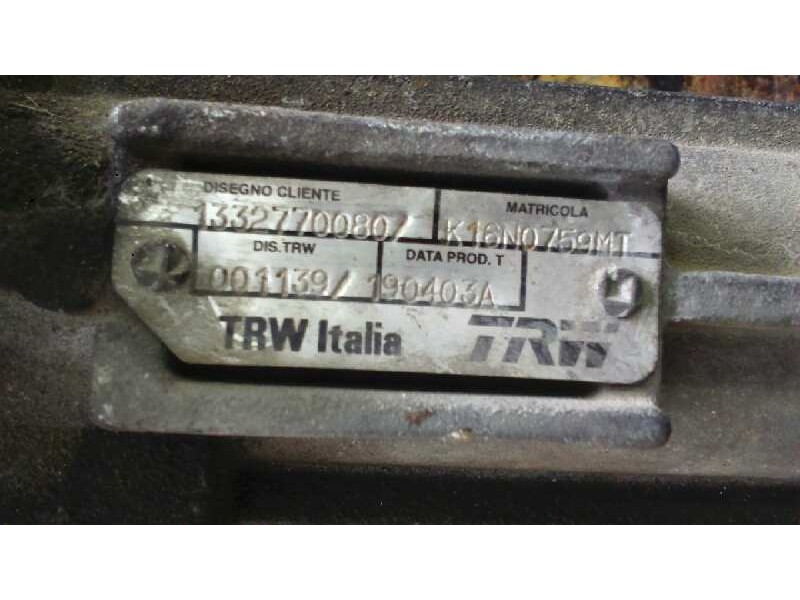 DISEGNO CLIENTE MATRICOLA
1332770080/ K16N0759MT
DIS.TRW DATA PROD. T
001139/ 190403A
TRW Italia TRW